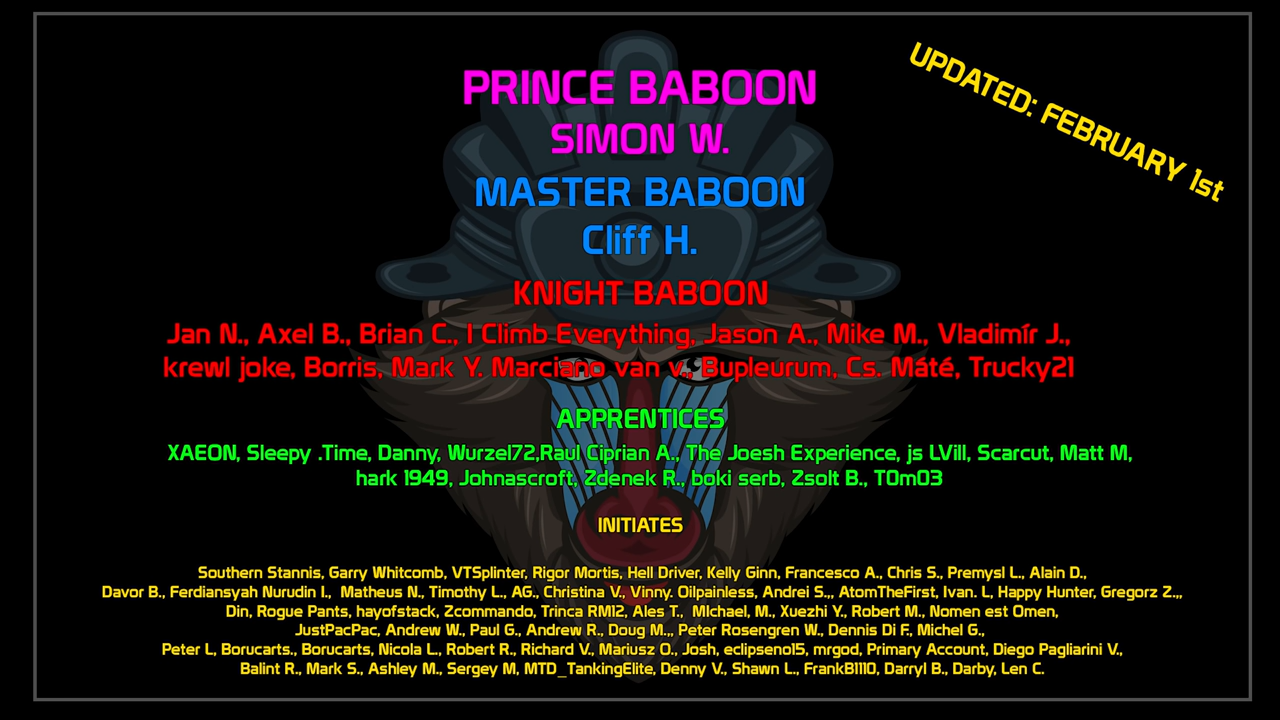 PRINCE BABOON
SIMON W.
UPDATED: FEBRUARY 1st
MASTER BABOON
Cliff H.
KNIGHT BABOON
Jan N., Axel B., Brian C., I Climb Everything, Jason A., Mike M., Vladimír J.,
krewl joke, Borris, Mark Y. Marciano van v., Bupleurum, Cs. Máté, Trucky21
APPRENTICES
XAEON, Sleepy .Time, Danny, Wurzel72,Raul Ciprian A., The Joesh Experience, js LVill, Scarcut, Matt M,
hark 1949, Johnascroft, Zdenek R., boki serb, Zsolt B., T0m03
INITIATES
Southern Stannis, Garry Whitcomb, VTSplinter, Rigor Mortis, Hell Driver, Kelly Ginn, Francesco A., Chris S., Premysl L., Alain D.,
Davor B., Ferdiansyah Nurudin I., Matheus N., Timothy L., AG., Christina V., Vinny. Oilpainless, Andrei S.,, AtomTheFirst, Ivan. L, Happy Hunter, Gregorz Z.,,
Din, Rogue Pants, hayofstack, Zcommando, Trinca RM12, Ales T., MIchael, M., Xuezhi Y., Robert M., Nomen est Omen,
JustPacPac, Andrew W., Paul G., Andrew R., Doug M.,, Peter Rosengren W., Dennis Di F., Michel G.,
Peter L, Borucarts., Borucarts, Nicola L., Robert R., Richard V., Mariusz O., Josh, eclipseno15, mrgod, Primary Account, Diego Pagliarini V.,
Balint R., Mark S., Ashley M., Sergey M, MTD_TankingElite, Denny V., Shawn L., FrankB1110, Darryl B., Darby, Len C.